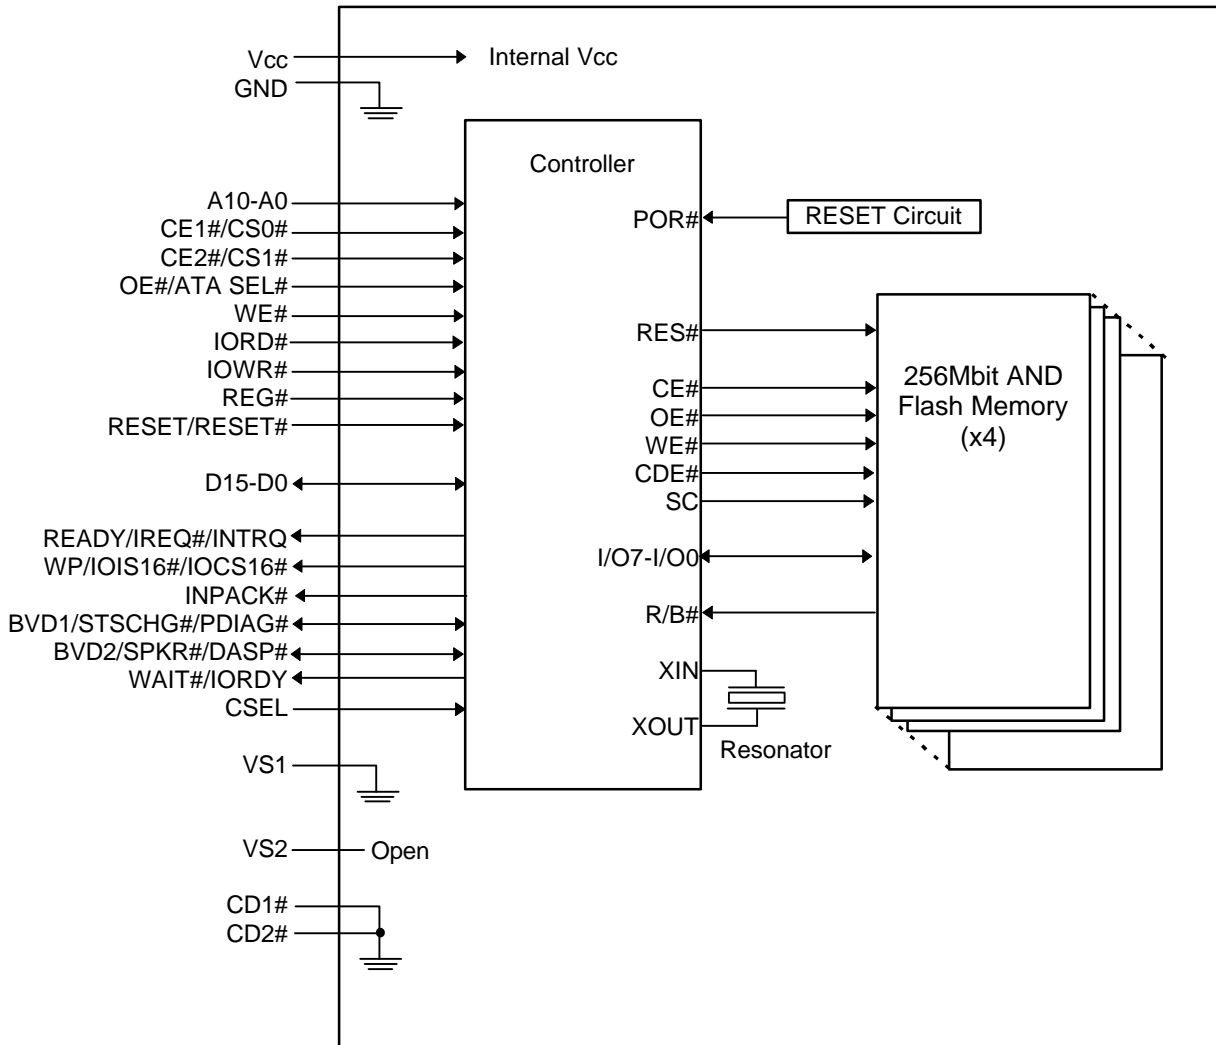 Vcc
Internal Vcc
GND
Controller
A10-A0
CE1#/CS0#
CE2#/CS1#
OE#/ATA SEL#
WE#
IORD#
IOWR#
REG#
RESET/RESET#
D15-D0
READY/IREQ#/INTRQ
WP/IOIS16#/IOCS16#
INPACK#
BVD1/STSCHG#/PDIAG#
BVD2/SPKR#/DASP#
WAIT#/IORDY
CSEL
VS1
VS2
Open
CD1#
CD2#
POR#
RESET Circuit
RES#
CE#
OE#
WE#
CDE#
SC
I/O7-I/O0
R/B#
XIN
XOUT
Resonator
256Mbit AND
Flash Memory
(x4)